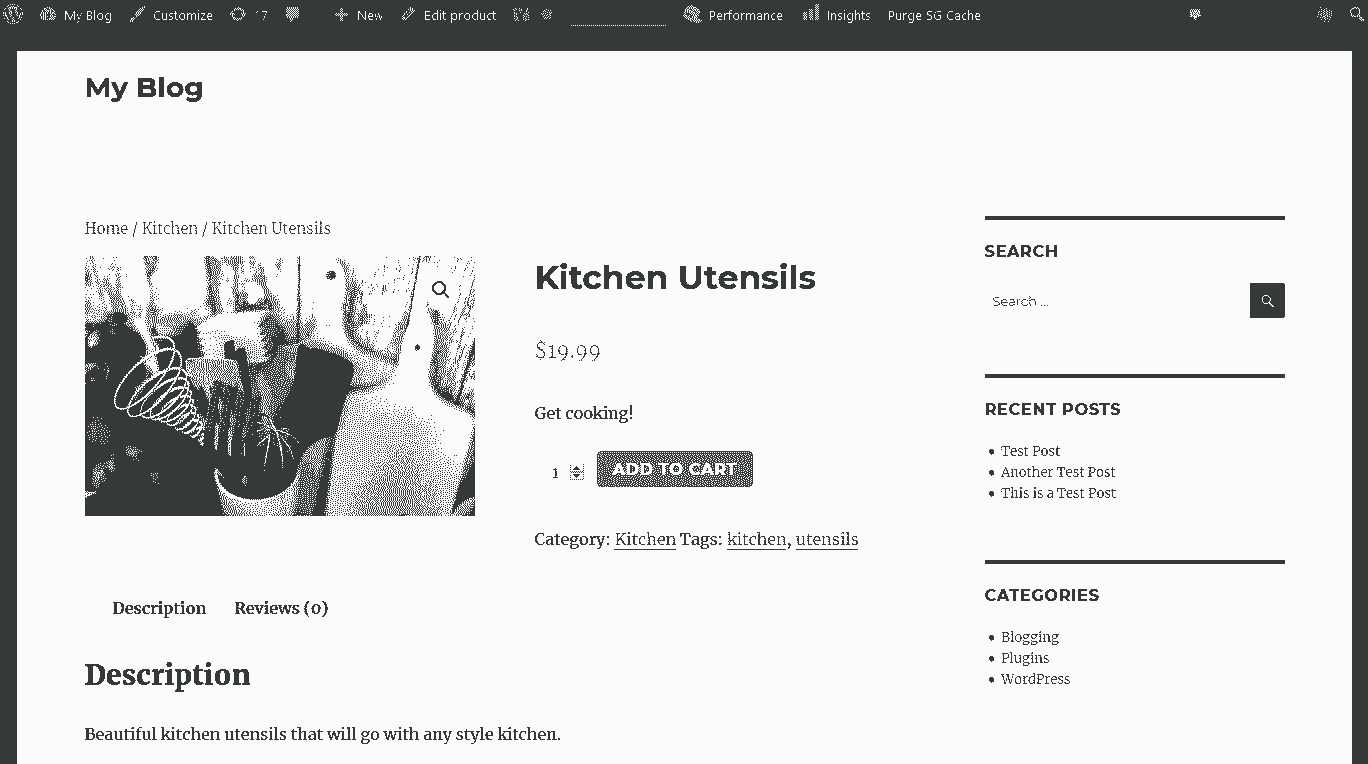 My Blog Customize 17 New Edit product Performance Insights Purge SG Cache
My Blog
Home / Kitchen / Kitchen Utensils
Kitchen Utensils
$19.99
Get cooking!
1 ADD TO CART
Category: Kitchen Tags: kitchen, utensils
Description Reviews (0)
Description
Beautiful kitchen utensils that will go with any style kitchen.
SEARCH
Search ...
RECENT POSTS
Test Post
Another Test Post
This is a Test Post
CATEGORIES
Blogging
Plugins
WordPress